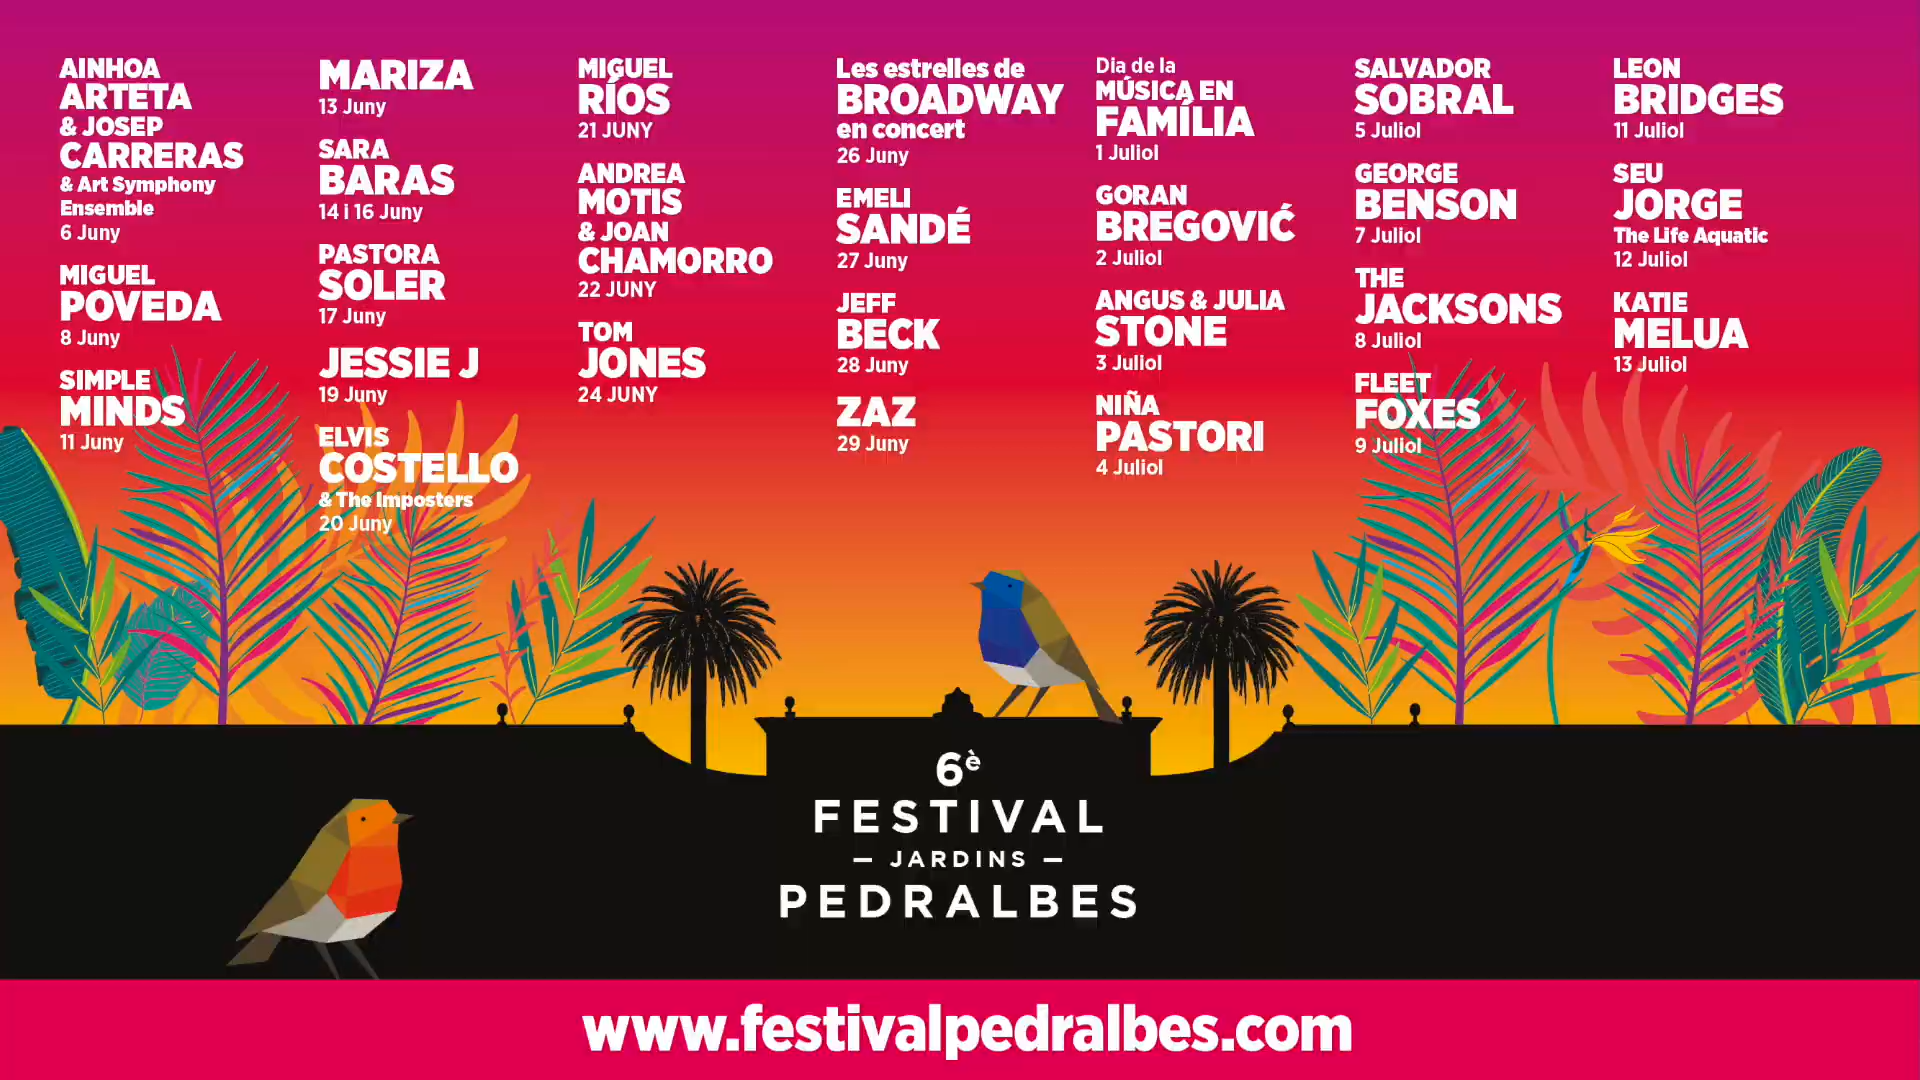 AINHOA
ARTETA
& JOSEP
CARRERAS
& Art Symphony
Ensemble
6 Juny
MIGUEL
POVEDA
8 Juny
SIMPLE
MINDS
11 Juny
MARIZA
13 Juny
SARA
BARAS
14 i 16 Juny
PASTORA
SOLER
17 Juny
JESSIE J
19 Juny
ELVIS
COSTELLO
& The Imposters
20 Juny
MIGUEL
RÍOS
21 JUNY
ANDREA
MOTIS
& JOAN
CHAMORRO
22 JUNY
TOM
JONES
24 JUNY
Les estrelles de
BROADWAY
en concert
26 Juny
EMELI
SANDÉ
27 Juny
JEFF
BECK
28 Juny
ZAZ
29 Juny
Dia de la
MÚSICA EN
FAMÍLIA
1 Juliol
GORAN
BREGOVIĆ
2 Juliol
ANGUS & JULIA
STONE
3 Juliol
NIÑA
PASTORI
4 Juliol
SALVADOR
SOBRAL
5 Juliol
GEORGE
BENSON
7 Juliol
THE
JACKSONS
8 Juliol
FLEET
FOXES
9 Juliol
LEON
BRIDGES
11 Juliol
SEU
JORGE
The Life Aquatic
12 Juliol
KATIE
MELUA
13 Juliol
6è
FESTIVAL
— JARDINS —
PEDRALBES
www.festivalpedralbes.com